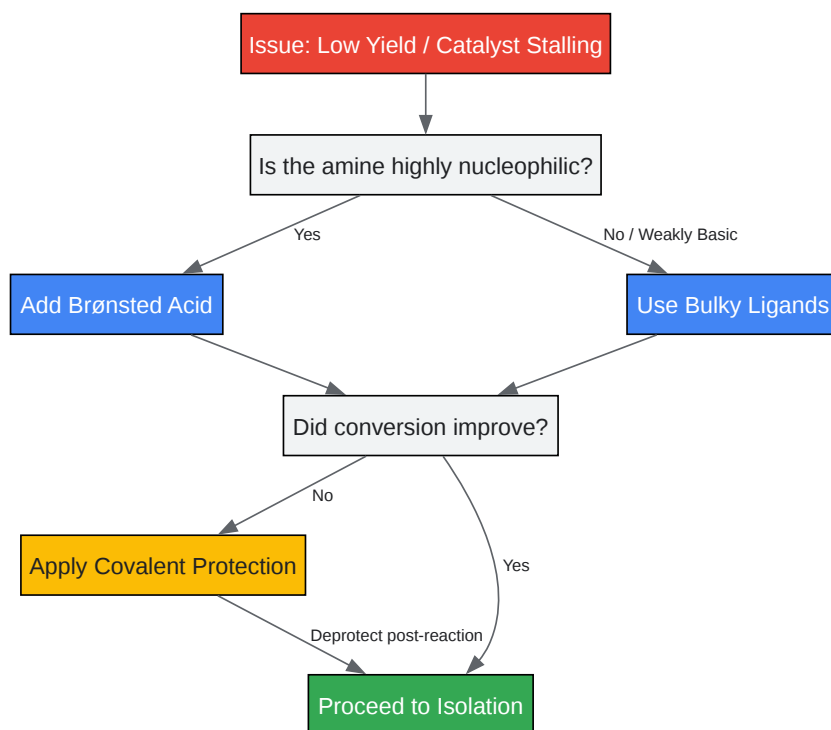 Issue: Low Yield / Catalyst Stalling
Is the amine highly nucleophilic?
Yes
No / Weakly Basic
Add Brønsted Acid
Use Bulky Ligands
Did conversion improve?
No
Apply Covalent Protection
Yes
Deprotect post-reaction
Proceed to Isolation